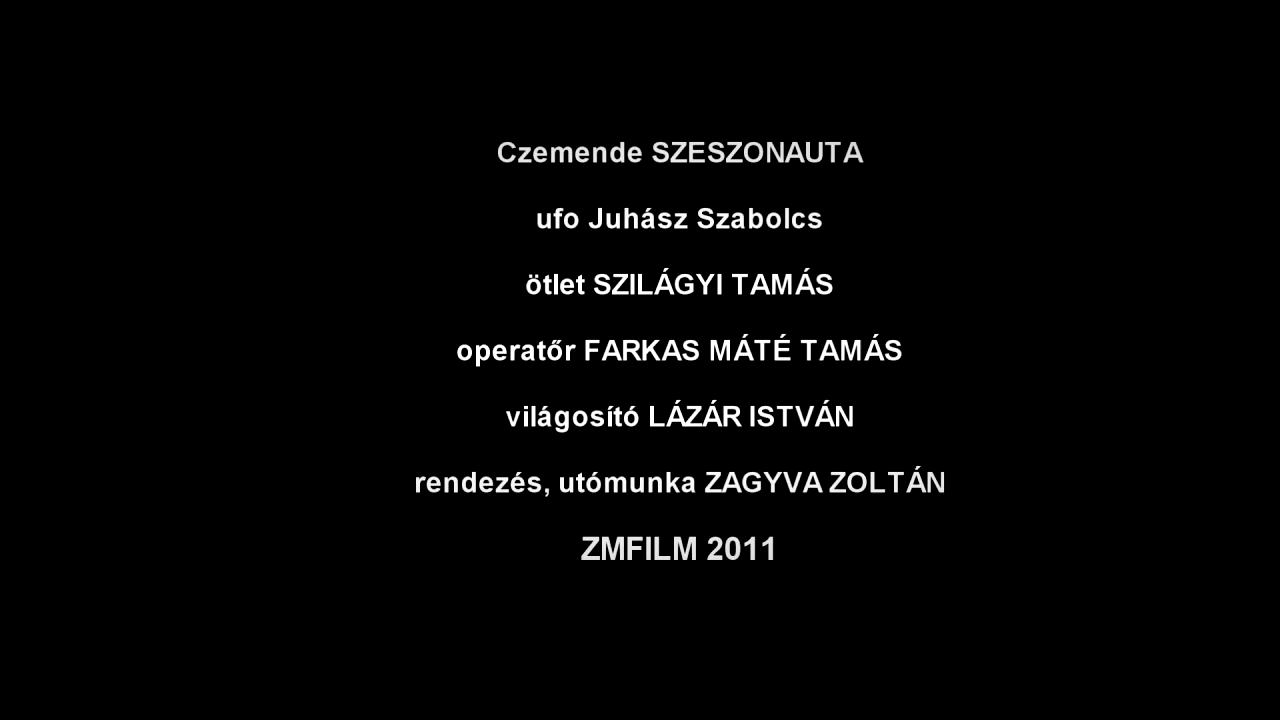 Czemende SZESZONAUTA
ufo Juhász Szabolcs
ötlet SZILÁGYI TAMÁS
operatőr FARKAS MÁTÉ TAMÁS
világosító LÁZÁR ISTVÁN
rendezés, utómunka ZAGYVA ZOLTÁN
ZMFILM 2011